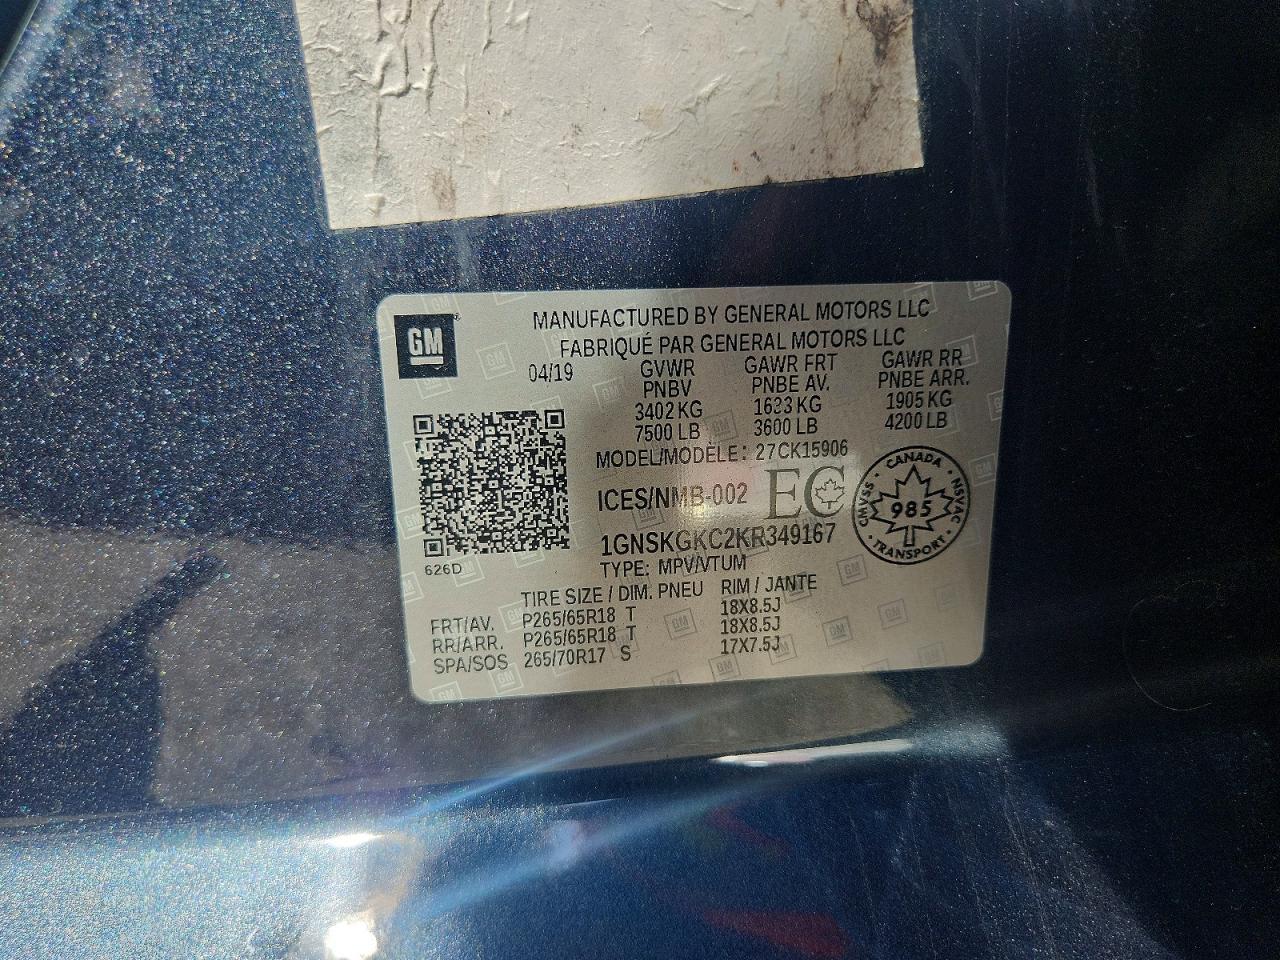 GM
MANUFACTURED BY GENERAL MOTORS LLC
FABRIQUÉ PAR GENERAL MOTORS LLC
04/19 GVWR GAWR FRT GAWR RR
PNBV PNBE AV. PNBE ARR.
3402 KG 1633 KG 1905 KG
7500 LB 3600 LB 4200 LB
MODEL/MODÈLE: 27CK15906
ICES/NMB-002 EC
CANADA
CMVSS 985 NSVAC
TRANSPORT
1GNSKGKC2KR349167
626D
TYPE: MPV/VTUM
TIRE SIZE / DIM. PNEU RIM / JANTE
FRT/AV. P265/65R18 T 18X8.5J
RR/ARR. P265/65R18 T 18X8.5J
SPA/SOS 265/70R17 S 17X7.5J